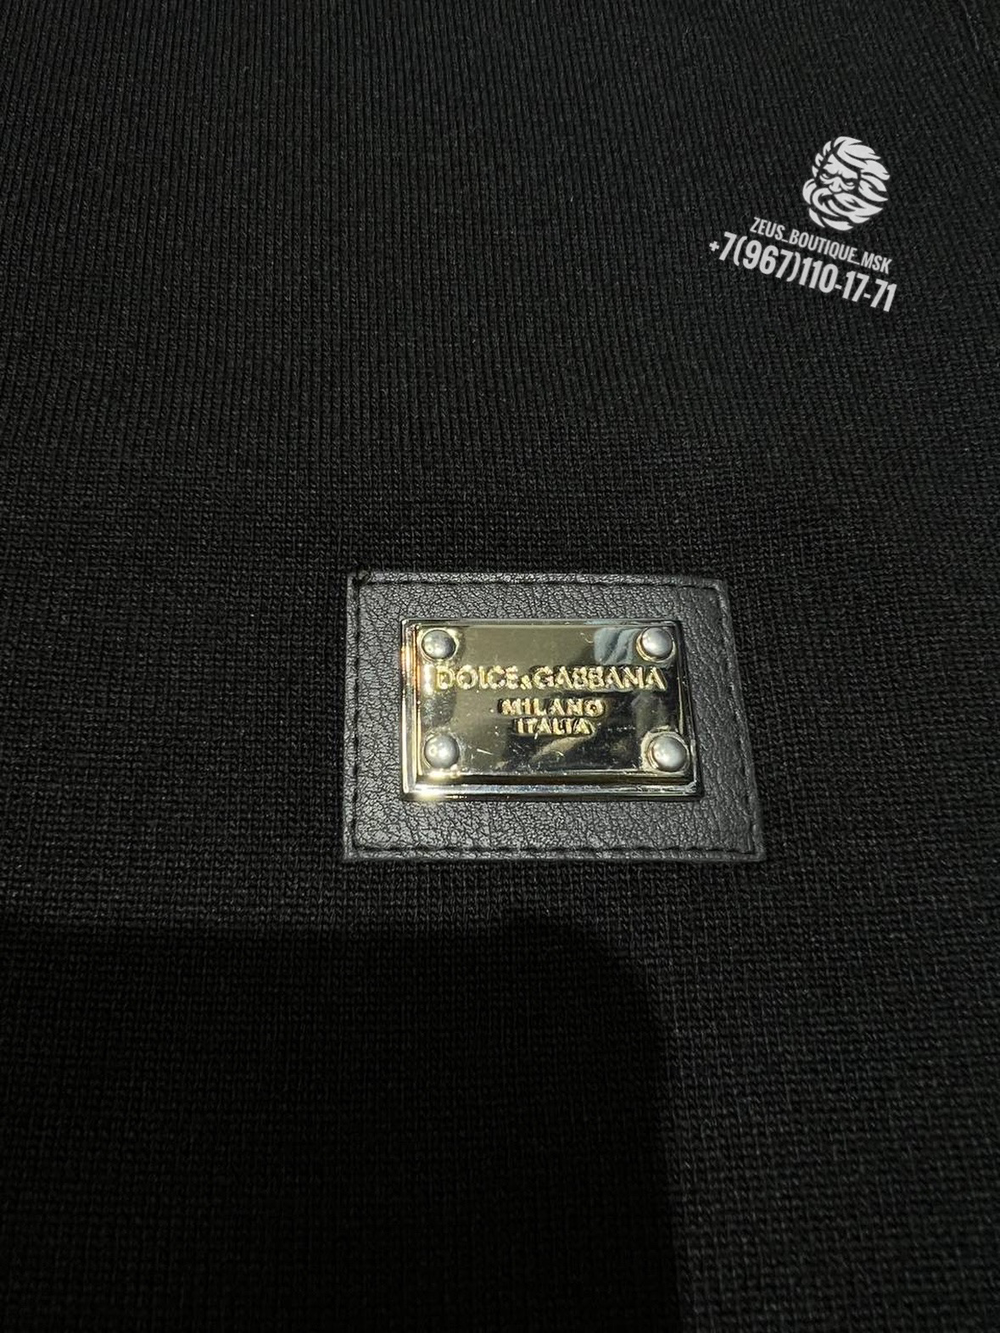 ZEUS_BOUTIQUE_MSK
+7(967)110-17-71
DOLCE&GABBANA
MILANO
ITALIA